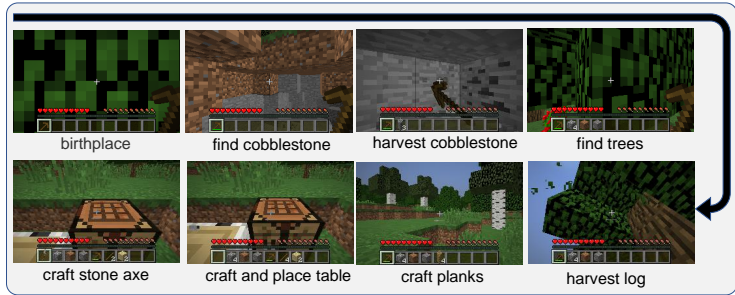 birthplace
find cobblestone
harvest cobblestone
find trees
craft stone axe
craft and place table
craft planks
harvest log